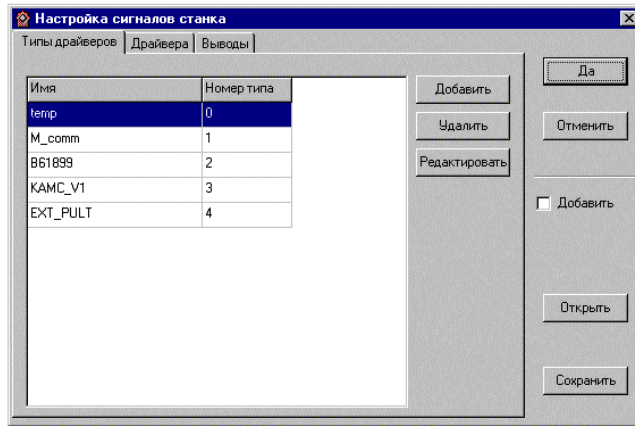 Настройка сигналов станка
Типы драйверов Драйвера Выводы
Имя Номер типа
temp 0
M_comm 1
B61899 2
KAMC_V1 3
EXT_PULT 4
Добавить
Удалить
Редактировать
Да
Отменить
Добавить
Открыть
Сохранить